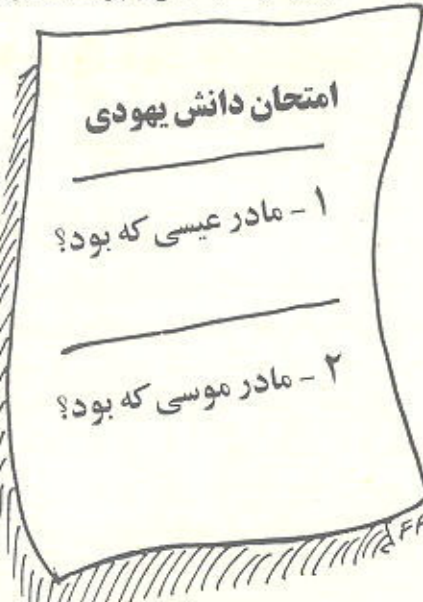 امتحان دانش یهودی
۱ - مادر عیسی که بود؟
۲ - مادر موسی که بود؟